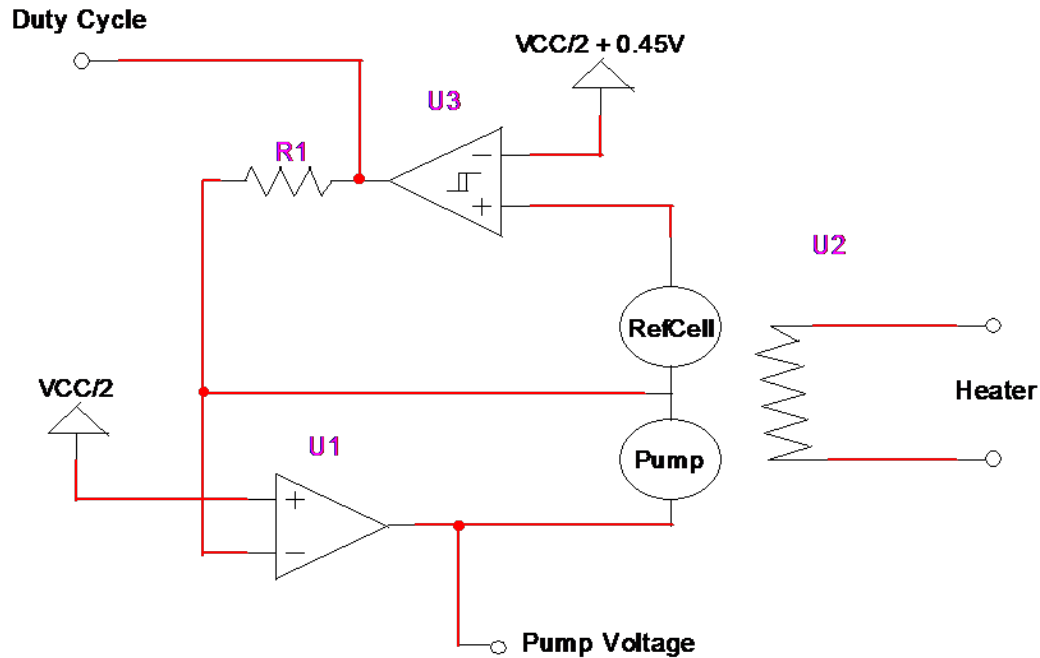 Duty Cycle
VCC/2 + 0.45V
U3
R1
U2
RefCell
VCC/2
Heater
U1
Pump
Pump Voltage